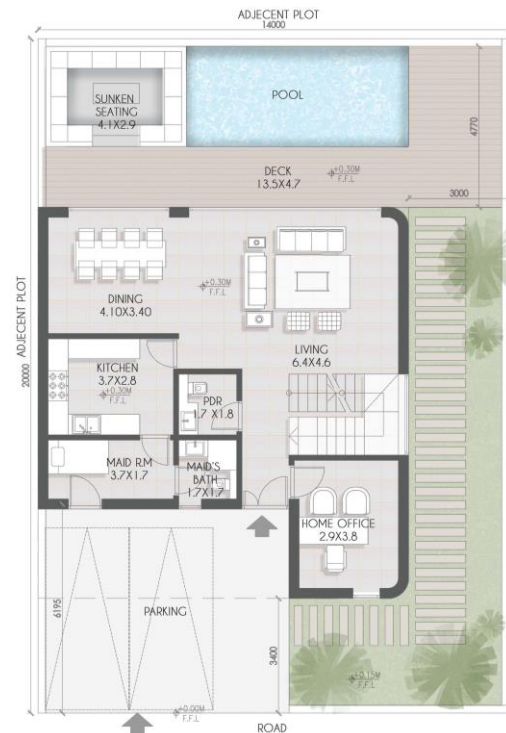 ADJECENT PLOT
14000
SUNKEN
SEATING
4.1X2.9
POOL
4770
DECK
13.5X4.7
+0.30M
F.F.L
3000
ADJECENT PLOT
20000
DINING
4.10X3.40
+0.30M
F.F.L
LIVING
6.4X4.6
KITCHEN
3.7X2.8
+0.30M
F.F.L
PDR
1.7 X1.8
MAID R.M
3.7X1.7
MAID'S
BATH
1.7X1.7
HOME OFFICE
2.9X3.8
6195
PARKING
3400
+0.15M
F.F.L
+0.00M
F.F.L
ROAD